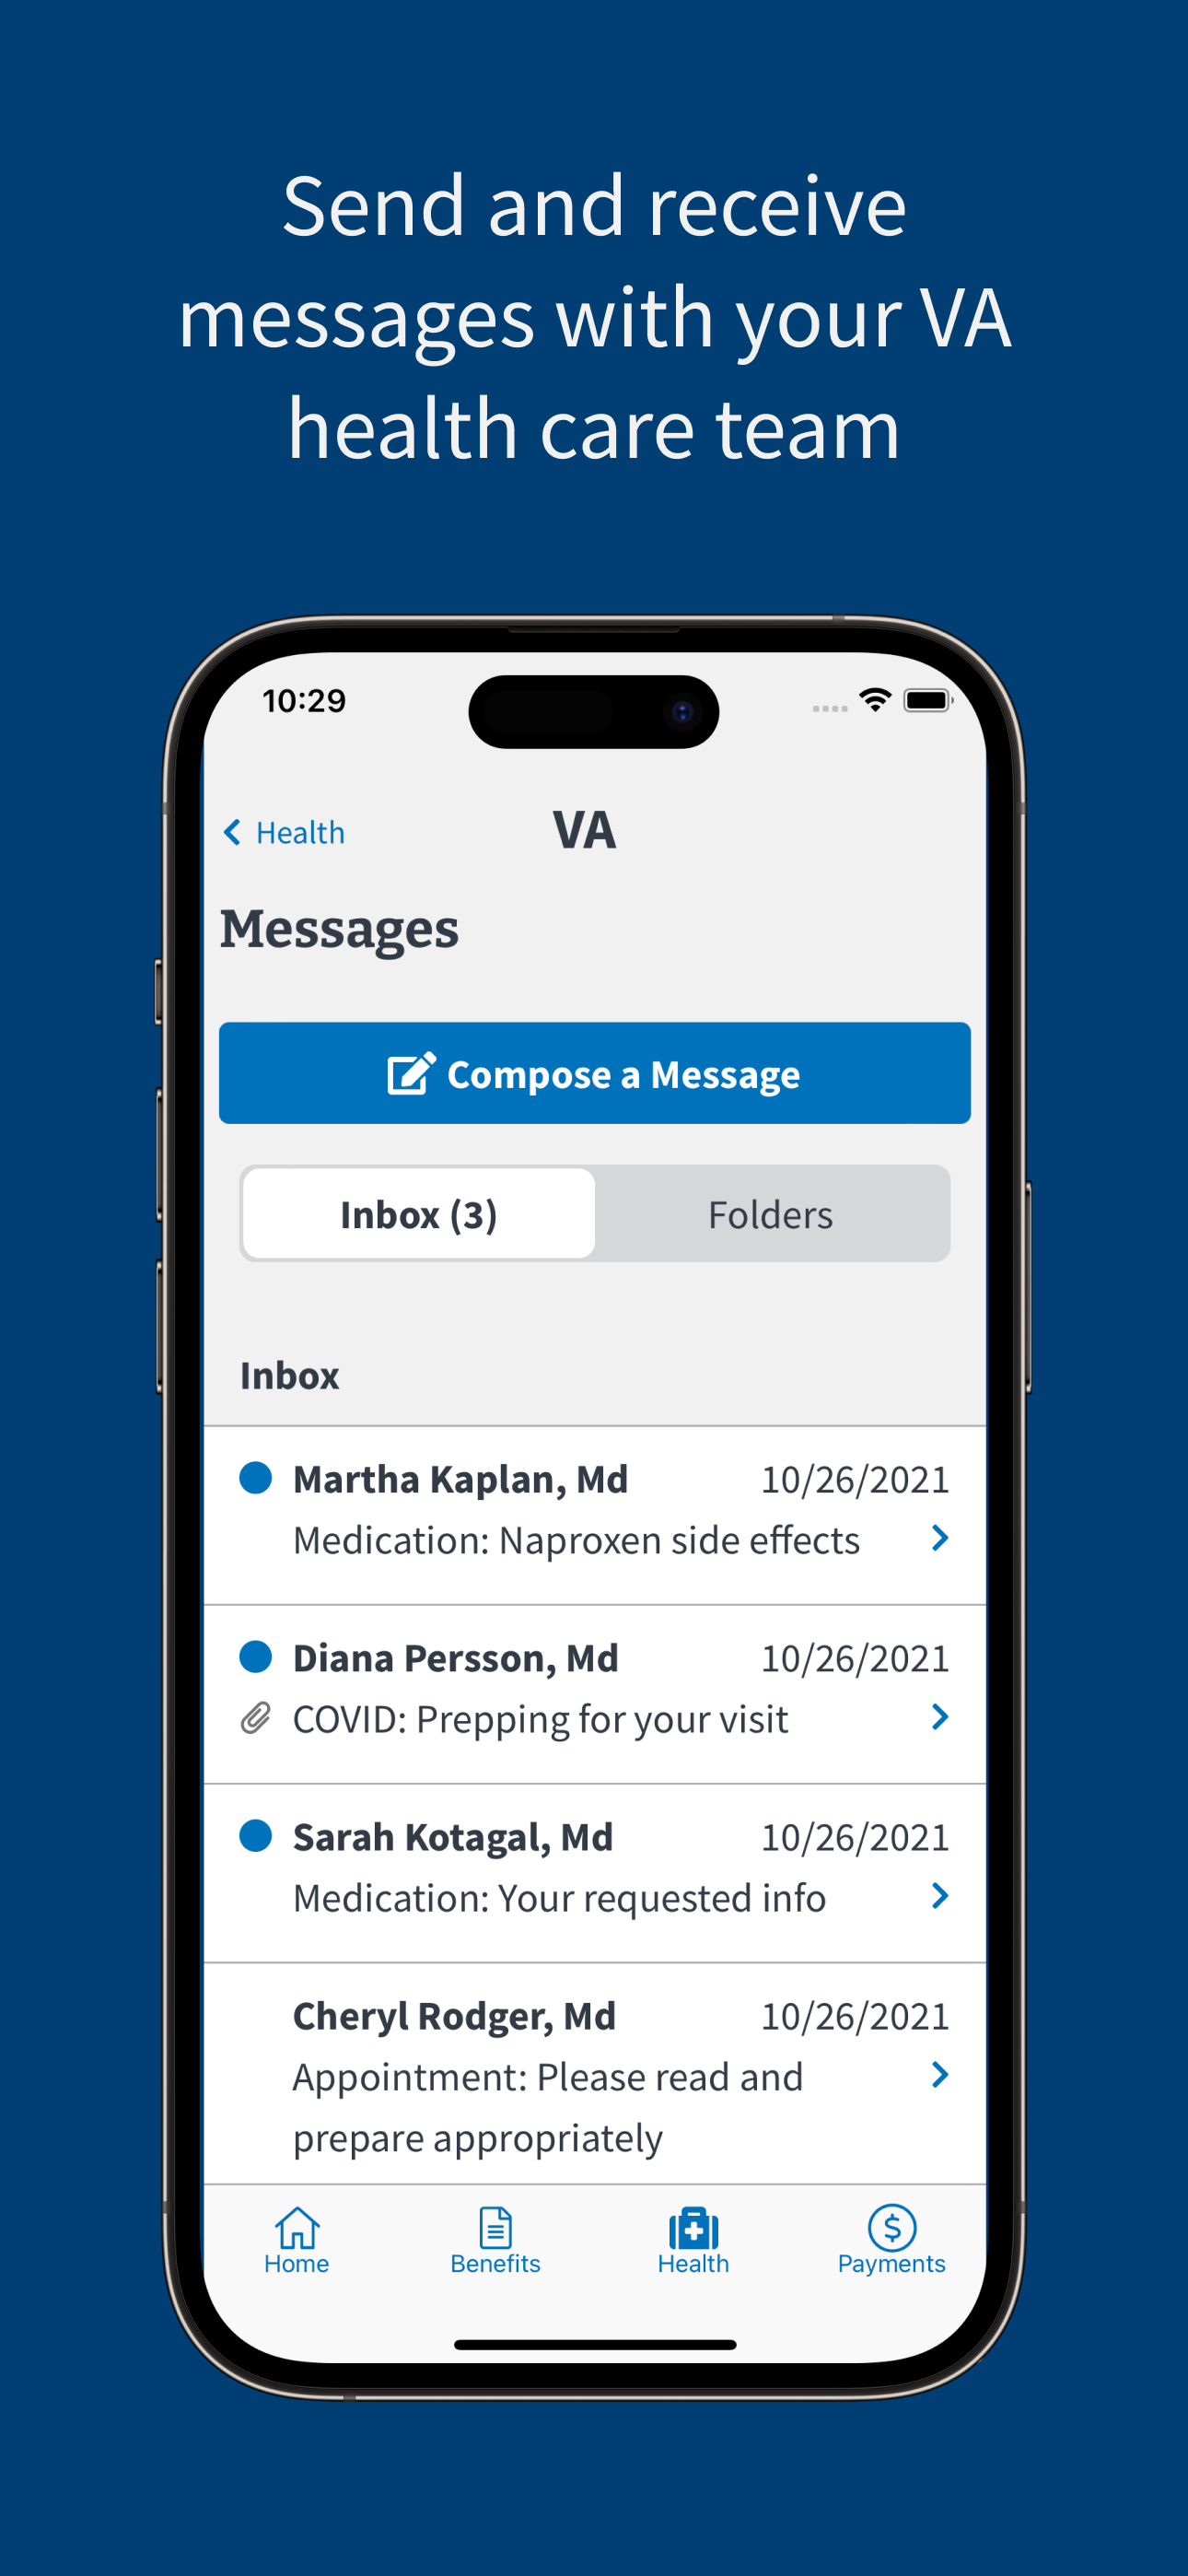 Send and receive
messages with your VA
health care team
10:29
Health
VA
Messages
Compose a Message
Inbox (3)
Folders
Inbox
Martha Kaplan, Md 10/26/2021
Medication: Naproxen side effects
Diana Persson, Md 10/26/2021
COVID: Prepping for your visit
Sarah Kotagal, Md 10/26/2021
Medication: Your requested info
Cheryl Rodger, Md 10/26/2021
Appointment: Please read and
prepare appropriately
Home Benefits Health Payments